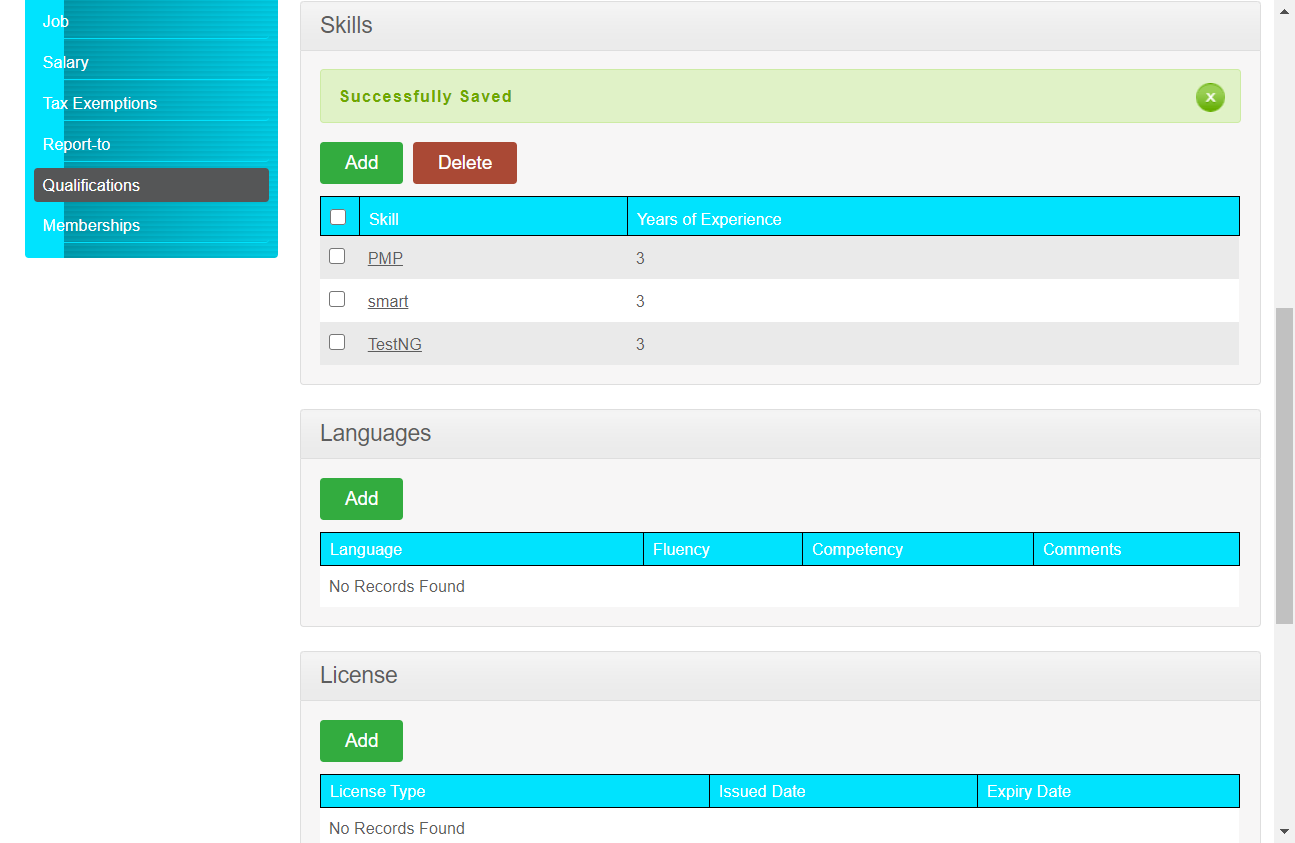 Job
Salary
Tax Exemptions
Report-to
Qualifications
Memberships
Skills
Successfully Saved
Add Delete
Skill Years of Experience
PMP 3
smart 3
TestNG 3
Languages
Add
Language Fluency Competency Comments
No Records Found
License
Add
License Type Issued Date Expiry Date
No Records Found